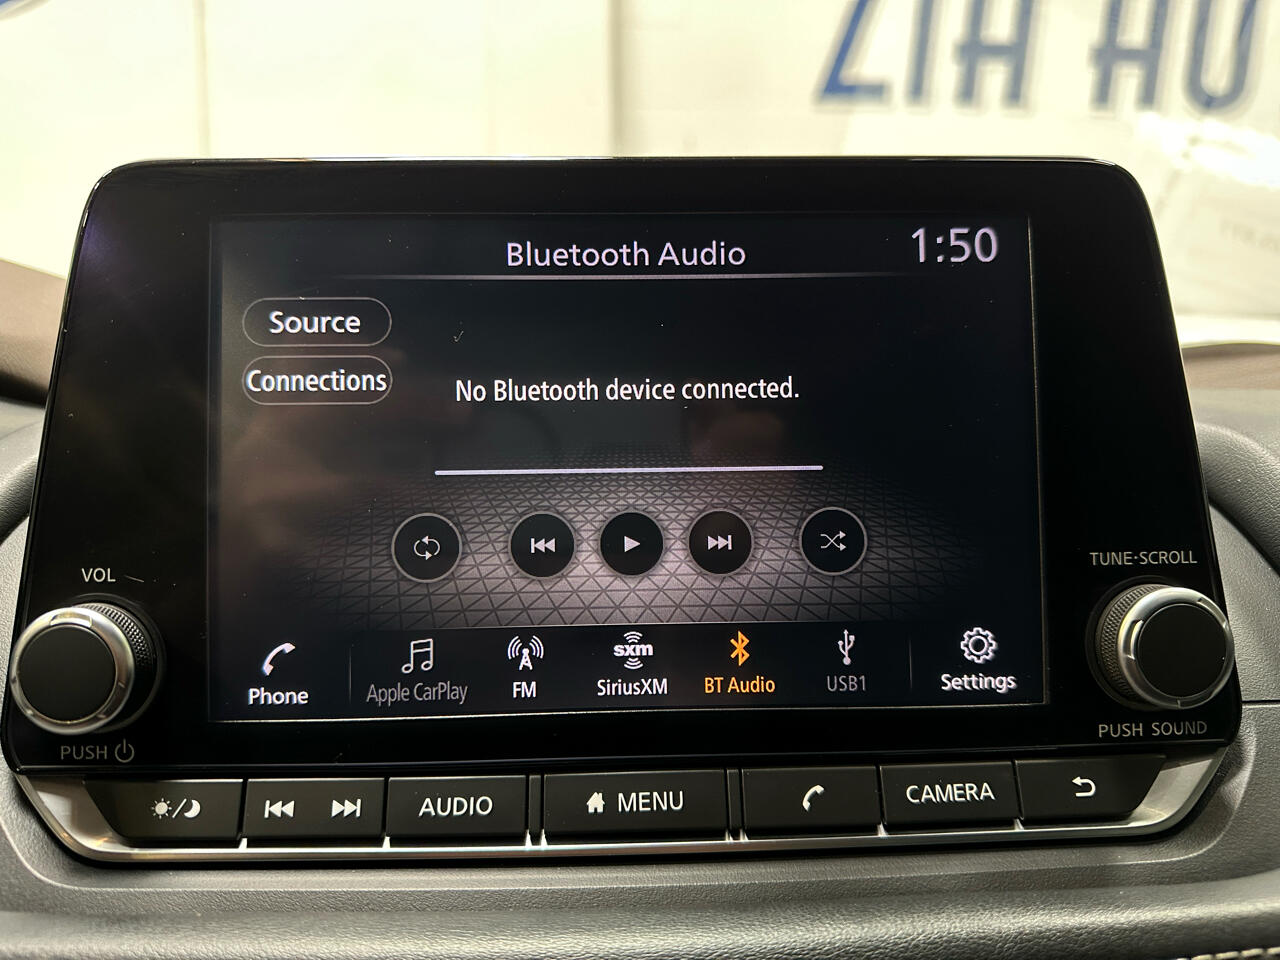 ZIA AU
Bluetooth Audio
1:50
Source
Connections
No Bluetooth device connected.
VOL
TUNE·SCROLL
Phone
Apple CarPlay
FM
sxm
SiriusXM
BT Audio
USB1
Settings
PUSH
PUSH SOUND
AUDIO
MENU
CAMERA